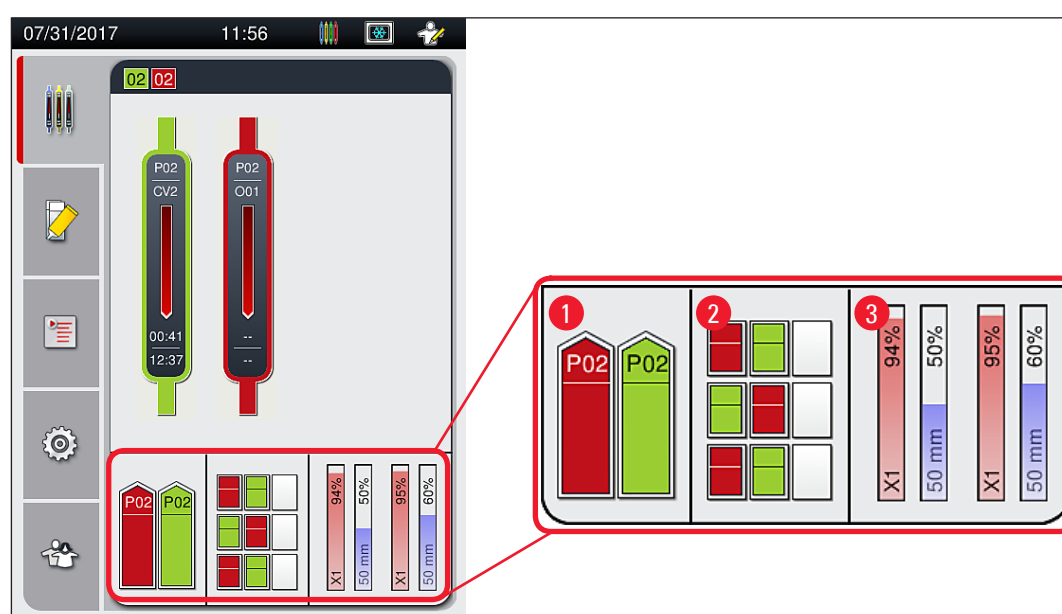 07/31/2017 11:56
02 02
P02 P02
CV2 O01
00:41 --
12:37 --
P02 P02
94% 50% 95% 60%
X1 50 mm X1 50 mm
1 2 3
P02 P02
94% 50% 95% 60%
X1 50 mm X1 50 mm